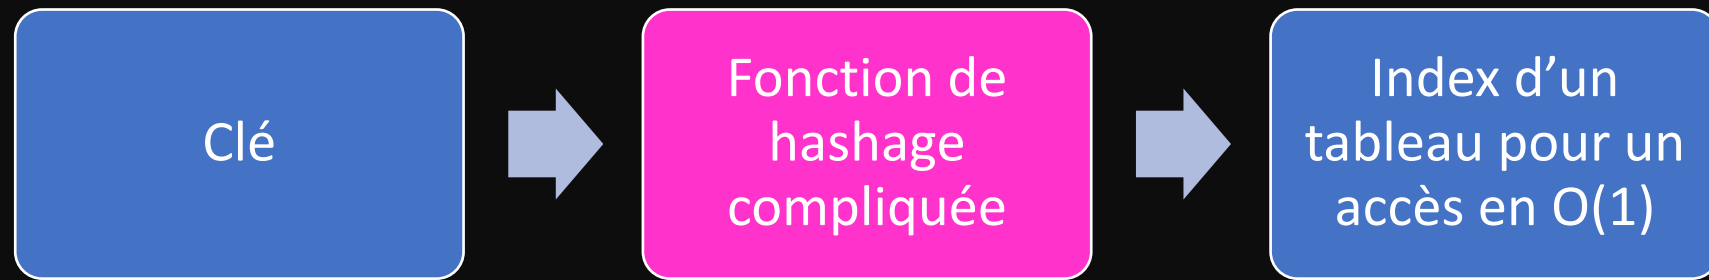 Clé
Fonction de
hashage
compliquée
Index d’un
tableau pour un
accès en O(1)